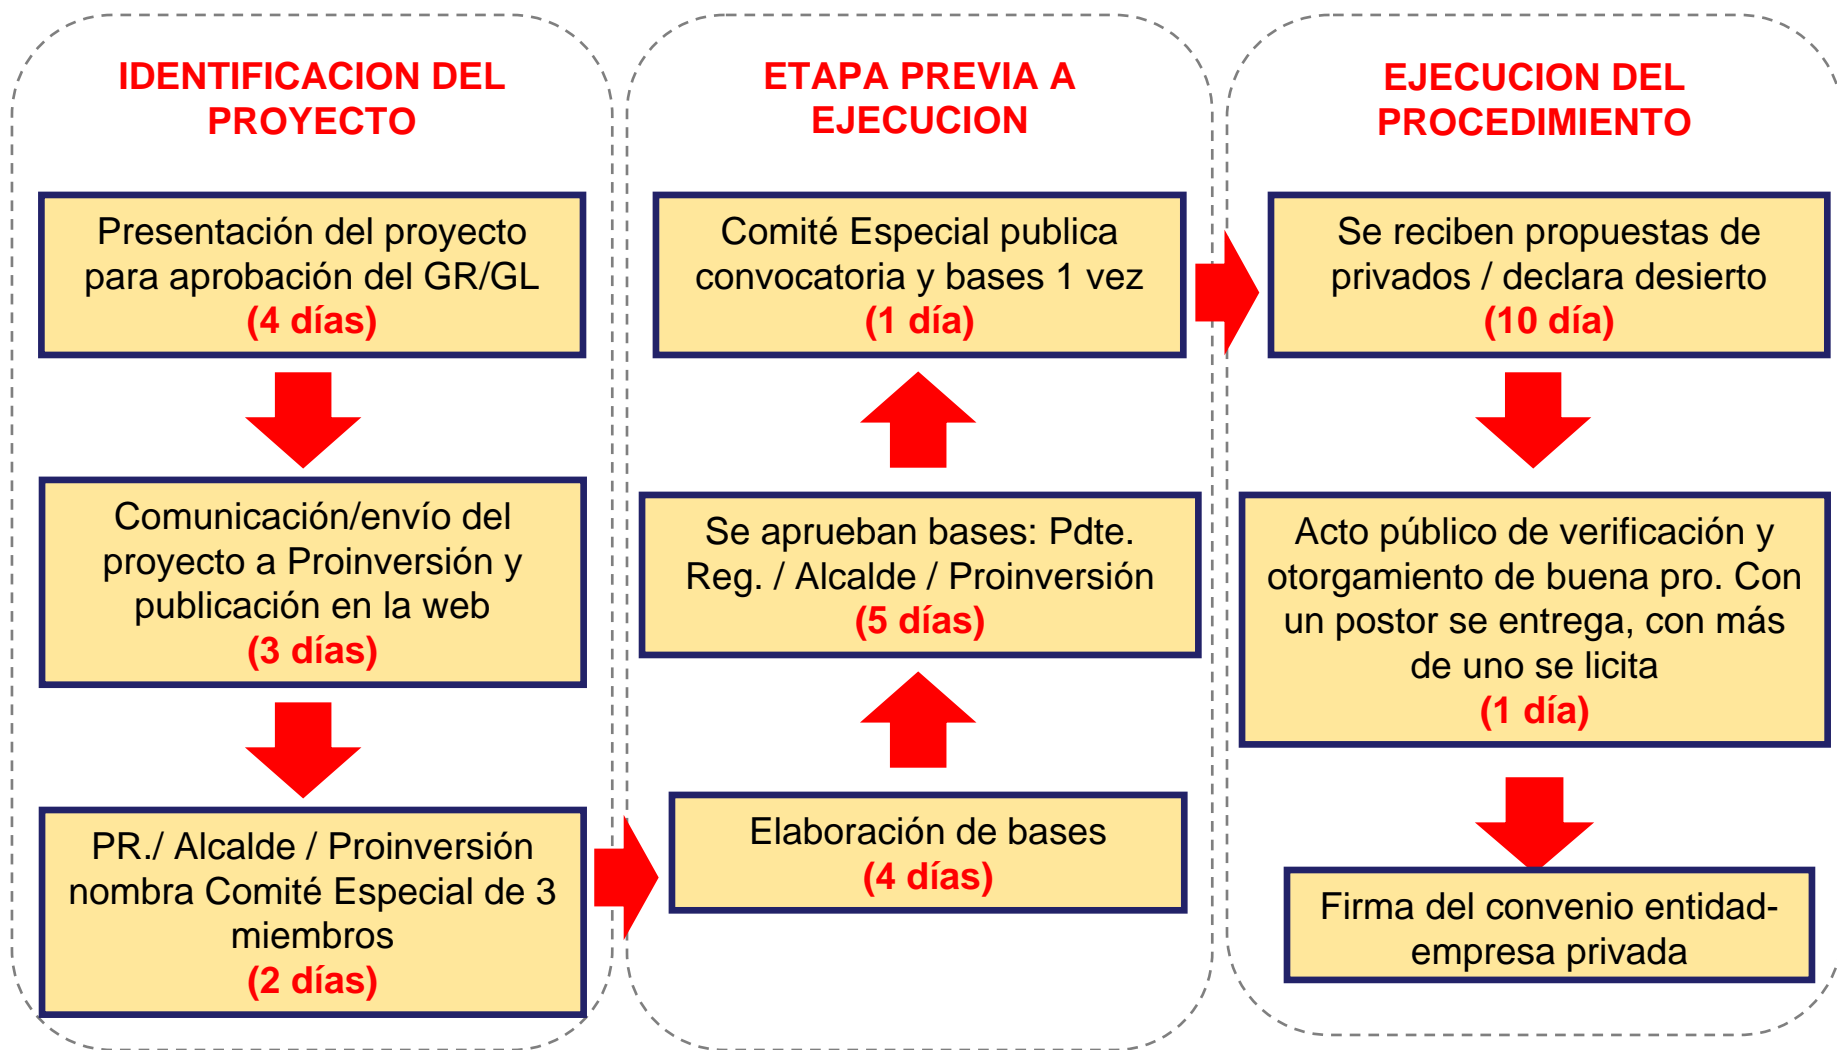 IDENTIFICACION DEL
PROYECTO
Presentación del proyecto
para aprobación del GR/GL
(4 días)
Comunicación/envío del
proyecto a Proinversión y
publicación en la web
(3 días)
PR./ Alcalde / Proinversión
nombra Comité Especial de 3
miembros
(2 días)
ETAPA PREVIA A
EJECUCION
Comité Especial publica
convocatoria y bases 1 vez
(1 día)
Se aprueban bases: Pdte.
Reg. / Alcalde / Proinversión
(5 días)
Elaboración de bases
(4 días)
EJECUCION DEL
PROCEDIMIENTO
Se reciben propuestas de
privados / declara desierto
(10 día)
Acto público de verificación y
otorgamiento de buena pro. Con
un postor se entrega, con más
de uno se licita
(1 día)
Firma del convenio entidad-
empresa privada